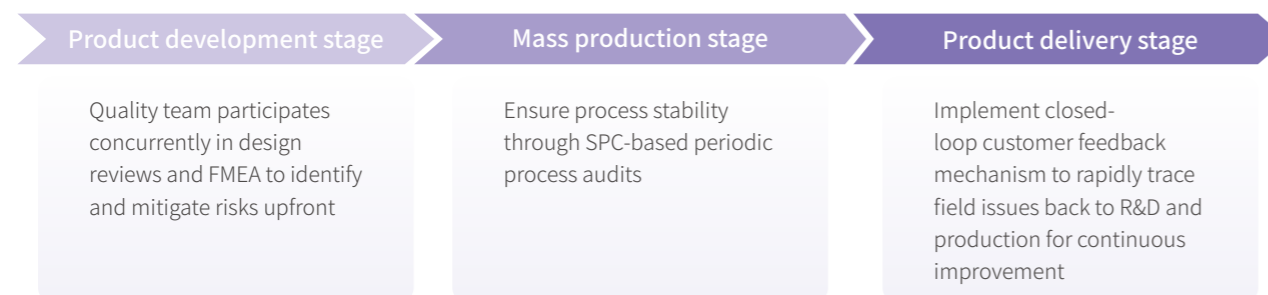 Product development stage
Mass production stage
Product delivery stage
Quality team participates
concurrently in design
reviews and FMEA to identify
and mitigate risks upfront
Ensure process stability
through SPC-based periodic
process audits
Implement closed-
loop customer feedback
mechanism to rapidly trace
field issues back to R&D and
production for continuous
improvement